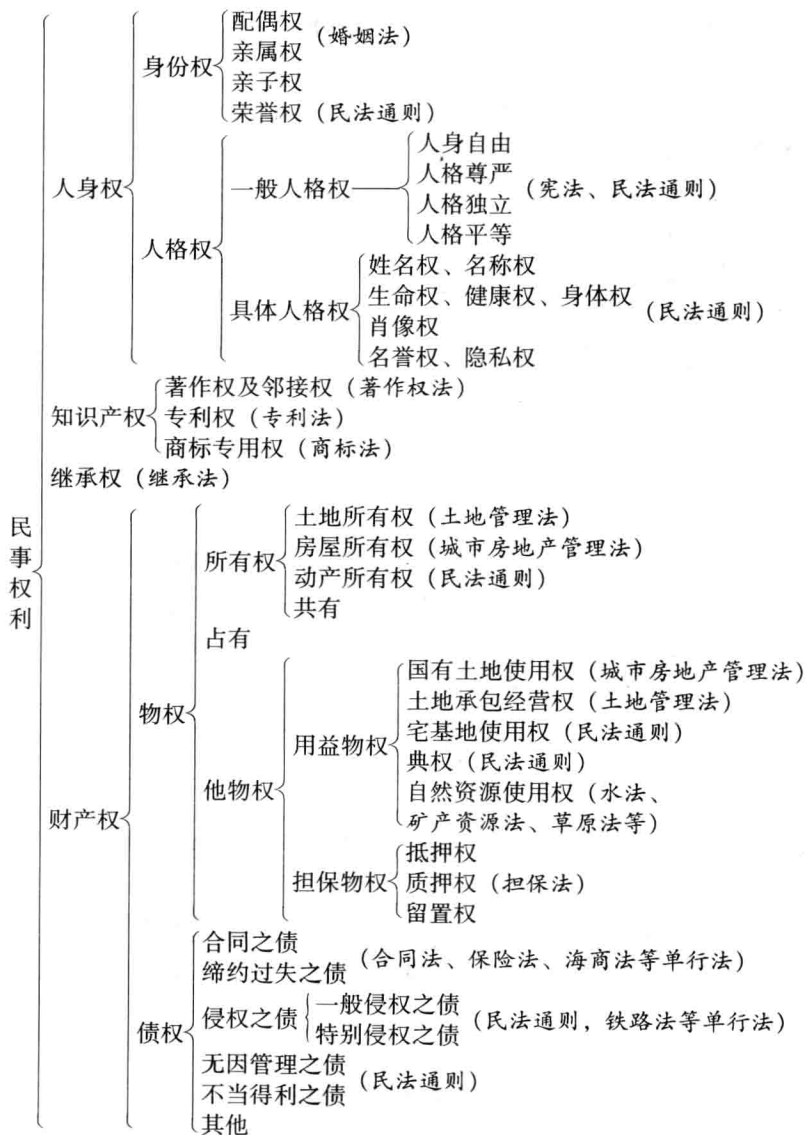 民事权利
人身权
身份权
配偶权
亲属权
亲子权
(婚姻法)
荣誉权(民法通则)
人格权
一般人格权
人身自由
人格尊严
人格独立
人格平等
(宪法、民法通则)
具体人格权
姓名权、名称权
生命权、健康权、身体权
肖像权
名誉权、隐私权
(民法通则)
知识产权
著作权及邻接权(著作权法)
专利权(专利法)
商标专用权(商标法)
继承权(继承法)
财产权
物权
所有权
土地所有权(土地管理法)
房屋所有权(城市房地产管理法)
动产所有权(民法通则)
共有
占有
他物权
用益物权
国有土地使用权(城市房地产管理法)
土地承包经营权(土地管理法)
宅基地使用权(民法通则)
典权(民法通则)
自然资源使用权(水法、
矿产资源法、草原法等)
担保物权
抵押权
质押权(担保法)
留置权
债权
合同之债
缔约过失之债
(合同法、保险法、海商法等单行法)
侵权之债
一般侵权之债
特别侵权之债
(民法通则，铁路法等单行法)
无因管理之债
不当得利之债
(民法通则)
其他